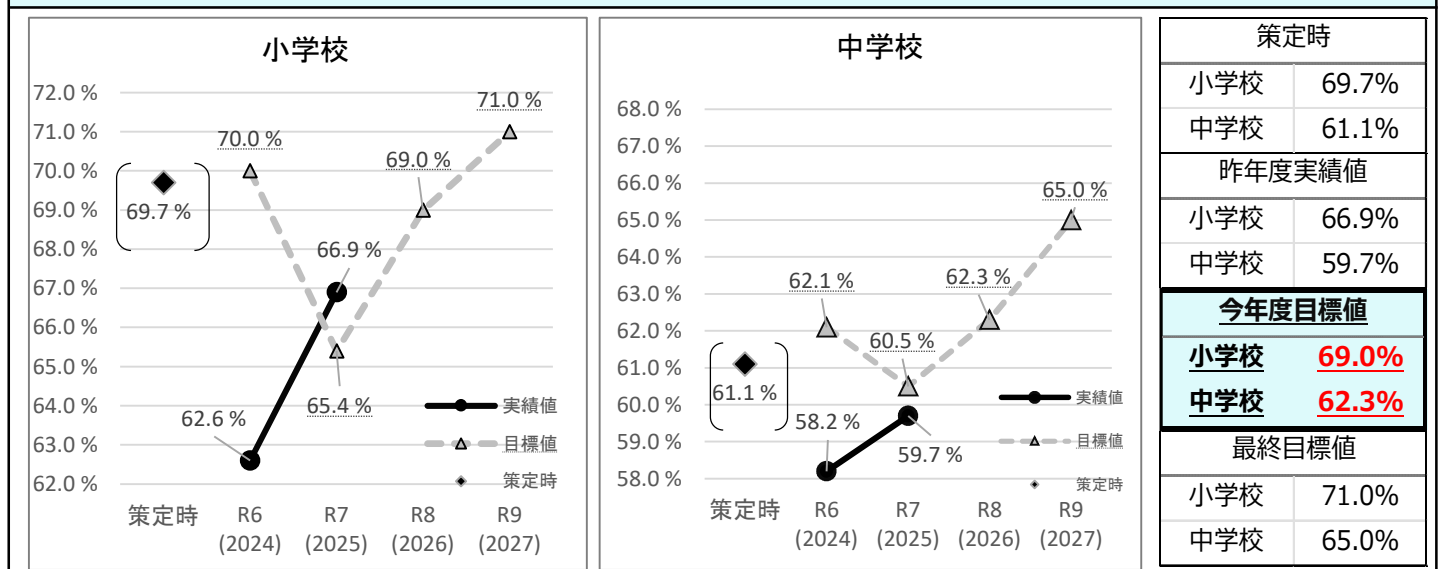 小学校
72.0 %
71.0 %
70.0 %
69.0 %
68.0 %
67.0 %
66.0 %
65.0 %
64.0 %
63.0 %
62.0 %
69.7 %
70.0 %
62.6 %
66.9 %
65.4 %
69.0 %
71.0 %
実績値
目標値
策定時
策定時 R6 R7 R8 R9
(2024) (2025) (2026) (2027)
中学校
68.0 %
67.0 %
66.0 %
65.0 %
64.0 %
63.0 %
62.0 %
61.0 %
60.0 %
59.0 %
58.0 %
61.1 %
62.1 %
58.2 %
60.5 %
59.7 %
62.3 %
65.0 %
実績値
目標値
策定時
策定時 R6 R7 R8 R9
(2024) (2025) (2026) (2027)
策定時
小学校 69.7%
中学校 61.1%
昨年度実績値
小学校 66.9%
中学校 59.7%
今年度目標値
小学校 69.0%
中学校 62.3%
最終目標値
小学校 71.0%
中学校 65.0%